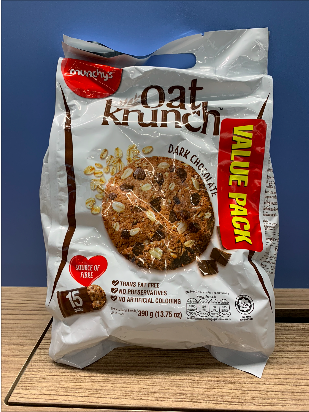 munchy's
oat
krunch
DARK CHOCOLATE
VALUE PACK
SOURCE OF
FIBRE
15
TRANS FAT FREE
NO PRESERVATIVES
NO ARTIFICIAL COLOURING
390 g (13.75 oz)